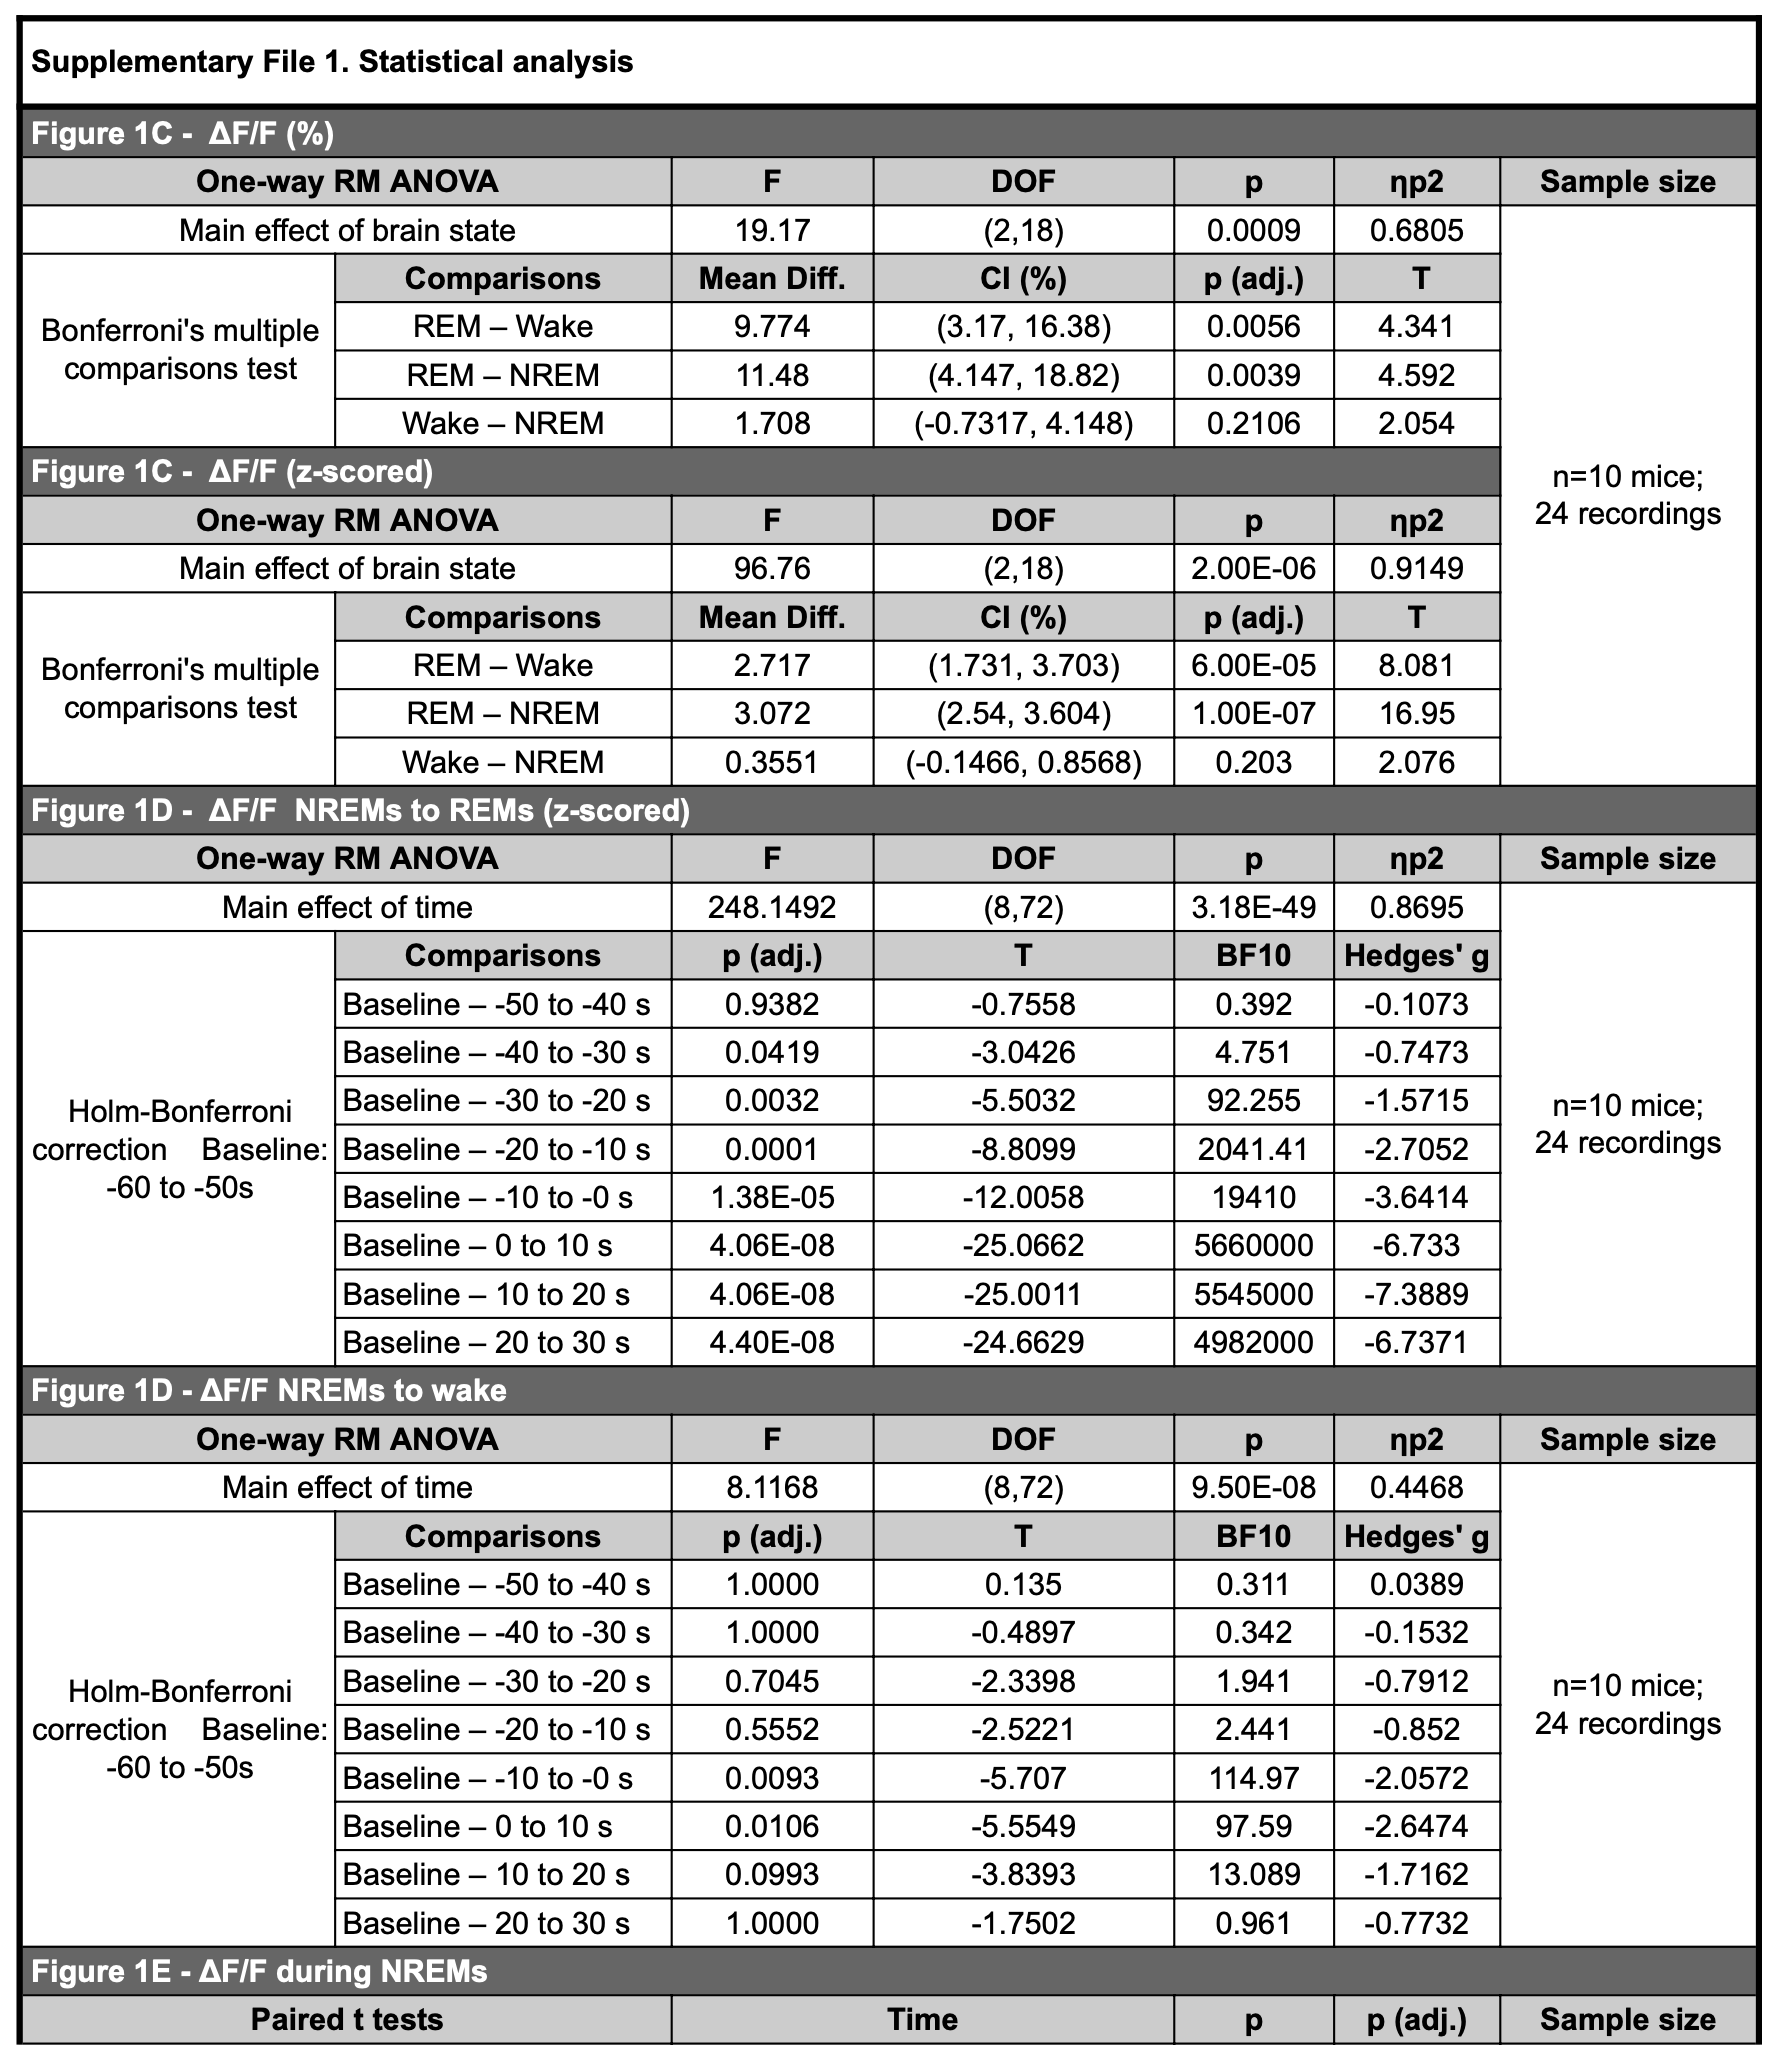 Supplementary File 1. Statistical analysis
Figure 1C - ΔF/F (%)
One-way RM ANOVA F DOF p ηp2 Sample size
Main effect of brain state 19.17 (2,18) 0.0009 0.6805
Comparisons Mean Diff. CI (%) p (adj.) T
Bonferroni's multiple
comparisons test
REM – Wake 9.774 (3.17, 16.38) 0.0056 4.341
REM – NREM 11.48 (4.147, 18.82) 0.0039 4.592
Wake – NREM 1.708 (-0.7317, 4.148) 0.2106 2.054
n=10 mice;
24 recordings
Figure 1C - ΔF/F (z-scored)
One-way RM ANOVA F DOF p ηp2
Main effect of brain state 96.76 (2,18) 2.00E-06 0.9149
Comparisons Mean Diff. CI (%) p (adj.) T
Bonferroni's multiple
comparisons test
REM – Wake 2.717 (1.731, 3.703) 6.00E-05 8.081
REM – NREM 3.072 (2.54, 3.604) 1.00E-07 16.95
Wake – NREM 0.3551 (-0.1466, 0.8568) 0.203 2.076
Figure 1D - ΔF/F NREMs to REMs (z-scored)
One-way RM ANOVA F DOF p ηp2 Sample size
Main effect of time 248.1492 (8,72) 3.18E-49 0.8695
Comparisons p (adj.) T BF10 Hedges' g
Holm-Bonferroni
correction Baseline:
-60 to -50s
Baseline – -50 to -40 s 0.9382 -0.7558 0.392 -0.1073
Baseline – -40 to -30 s 0.0419 -3.0426 4.751 -0.7473
Baseline – -30 to -20 s 0.0032 -5.5032 92.255 -1.5715
Baseline – -20 to -10 s 0.0001 -8.8099 2041.41 -2.7052
Baseline – -10 to -0 s 1.38E-05 -12.0058 19410 -3.6414
Baseline – 0 to 10 s 4.06E-08 -25.0662 5660000 -6.733
Baseline – 10 to 20 s 4.06E-08 -25.0011 5545000 -7.3889
Baseline – 20 to 30 s 4.40E-08 -24.6629 4982000 -6.7371
n=10 mice;
24 recordings
Figure 1D - ΔF/F NREMs to wake
One-way RM ANOVA F DOF p ηp2 Sample size
Main effect of time 8.1168 (8,72) 9.50E-08 0.4468
Comparisons p (adj.) T BF10 Hedges' g
Holm-Bonferroni
correction Baseline:
-60 to -50s
Baseline – -50 to -40 s 1.0000 0.135 0.311 0.0389
Baseline – -40 to -30 s 1.0000 -0.4897 0.342 -0.1532
Baseline – -30 to -20 s 0.7045 -2.3398 1.941 -0.7912
Baseline – -20 to -10 s 0.5552 -2.5221 2.441 -0.852
Baseline – -10 to -0 s 0.0093 -5.707 114.97 -2.0572
Baseline – 0 to 10 s 0.0106 -5.5549 97.59 -2.6474
Baseline – 10 to 20 s 0.0993 -3.8393 13.089 -1.7162
Baseline – 20 to 30 s 1.0000 -1.7502 0.961 -0.7732
n=10 mice;
24 recordings
Figure 1E - ΔF/F during NREMs
Paired t tests Time p p (adj.) Sample size